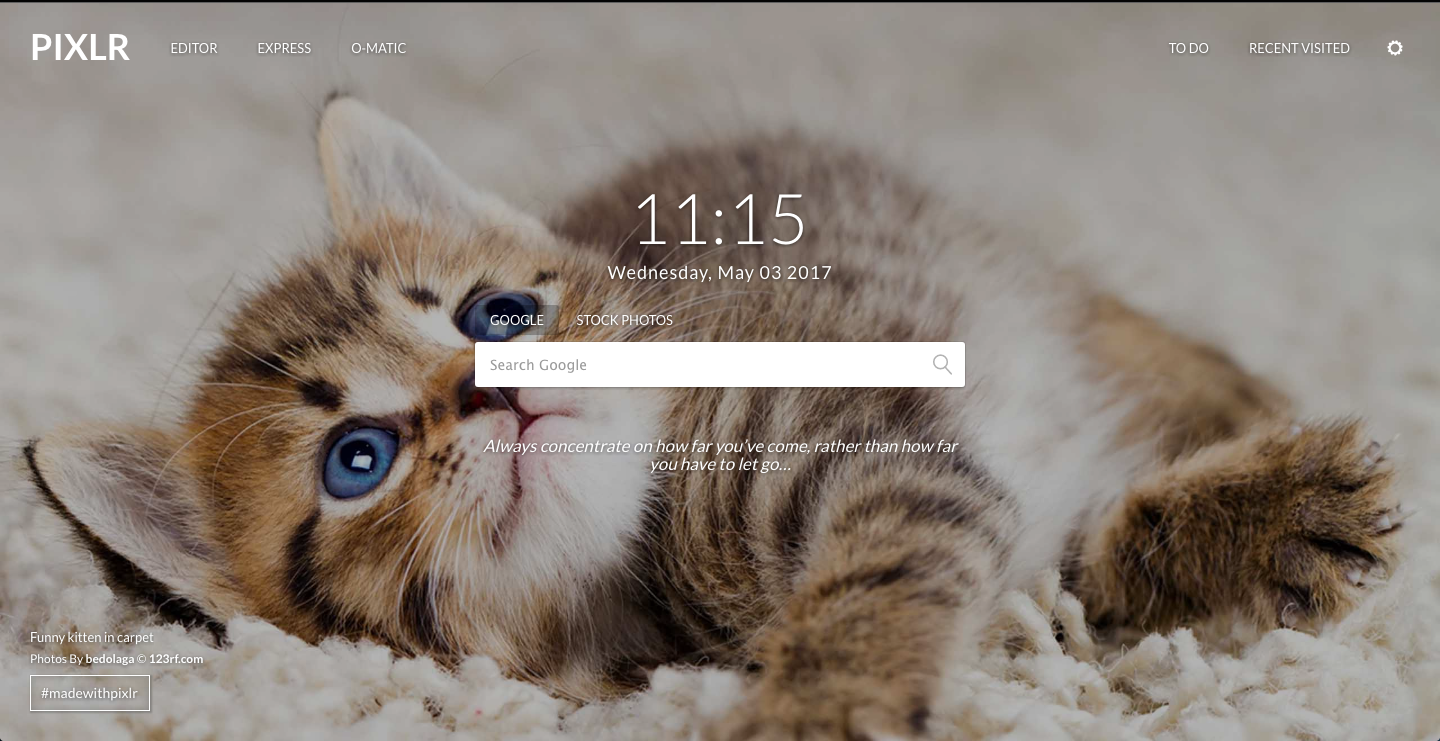 PIXLR
EDITOR
EXPRESS
O-MATIC
TO DO
RECENT VISITED
11:15
Wednesday, May 03 2017
GOOGLE
STOCK PHOTOS
Search Google
Always concentrate on how far you've come, rather than how far
you have to let go...
Funny kitten in carpet
Photos By bedolaga © 123rf.com
#madewithpixlr